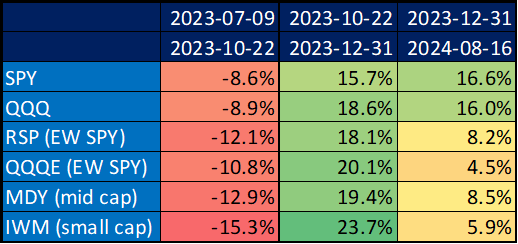 2023-07-09 2023-10-22 2023-12-31
2023-10-22 2023-12-31 2024-08-16
SPY -8.6% 15.7% 16.6%
QQQ -8.9% 18.6% 16.0%
RSP (EW SPY) -12.1% 18.1% 8.2%
QQQE (EW SPY) -10.8% 20.1% 4.5%
MDY (mid cap) -12.9% 19.4% 8.5%
IWM (small cap) -15.3% 23.7% 5.9%